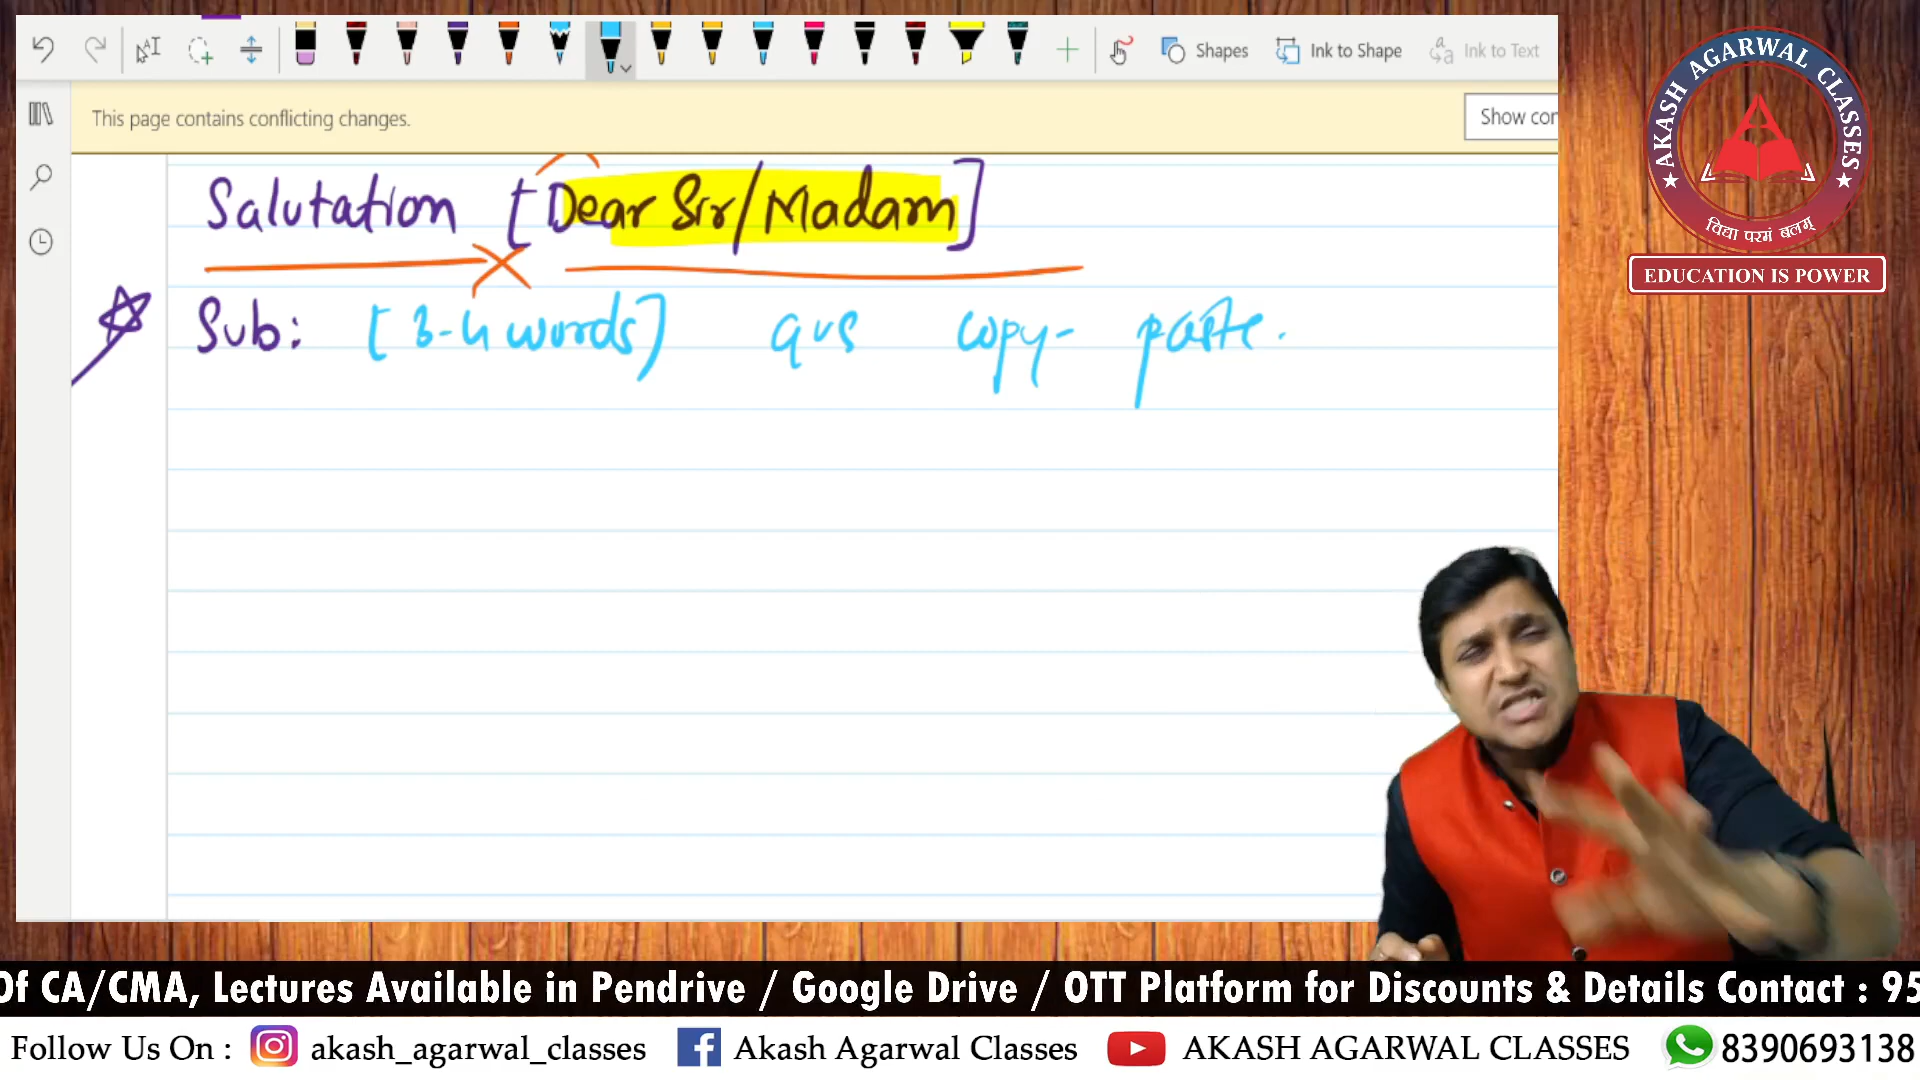 Shapes
Ink to Shape
Ink to Text
This page contains conflicting changes.
Show con
Salutation [Dear Sir/Madam]
Sub: [3-4 words] qus copy-paste.
AKASH AGARWAL CLASSES
विद्या परमं बलम्
EDUCATION IS POWER
Of CA/CMA, Lectures Available in Pendrive / Google Drive / OTT Platform for Discounts & Details Contact : 95
Follow Us On : akash_agarwal_classes Akash Agarwal Classes AKASH AGARWAL CLASSES 8390693138